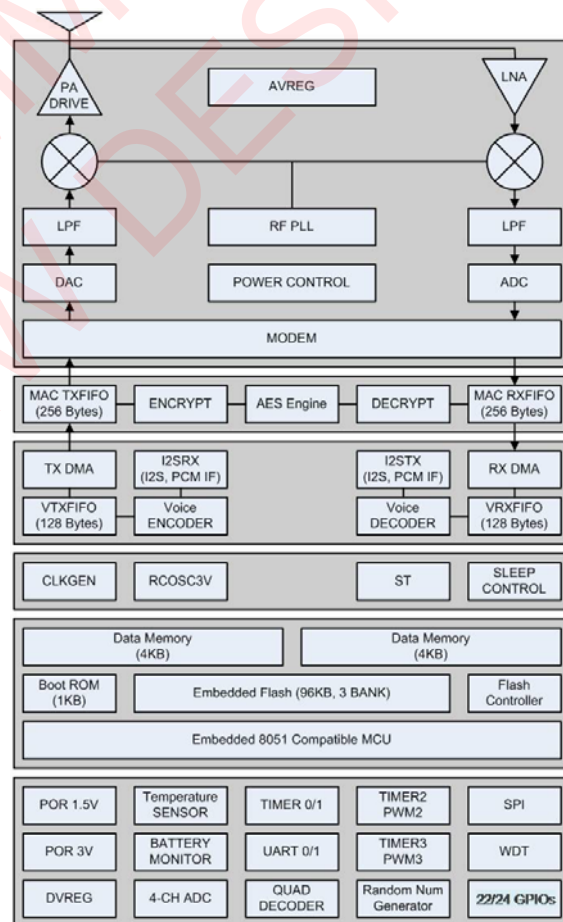 PA
DRIVE
AVREG
LNA
LPF
RF PLL
LPF
DAC
POWER CONTROL
ADC
MODEM
MAC TXFIFO
(256 Bytes)
ENCRYPT
AES Engine
DECRYPT
MAC RXFIFO
(256 Bytes)
TX DMA
I2SRX
(I2S, PCM IF)
I2STX
(I2S, PCM IF)
RX DMA
VTXFIFO
(128 Bytes)
Voice
ENCODER
Voice
DECODER
VRXFIFO
(128 Bytes)
CLKGEN
RCOSC3V
ST
SLEEP
CONTROL
Data Memory
(4KB)
Data Memory
(4KB)
Boot ROM
(1KB)
Embedded Flash (96KB, 3 BANK)
Flash
Controller
Embedded 8051 Compatible MCU
POR 1.5V
Temperature
SENSOR
TIMER 0/1
TIMER2
PWM2
SPI
POR 3V
BATTERY
MONITOR
UART 0/1
TIMER3
PWM3
WDT
DVREG
4-CH ADC
QUAD
DECODER
Random Num
Generator
22/24 GPIOs